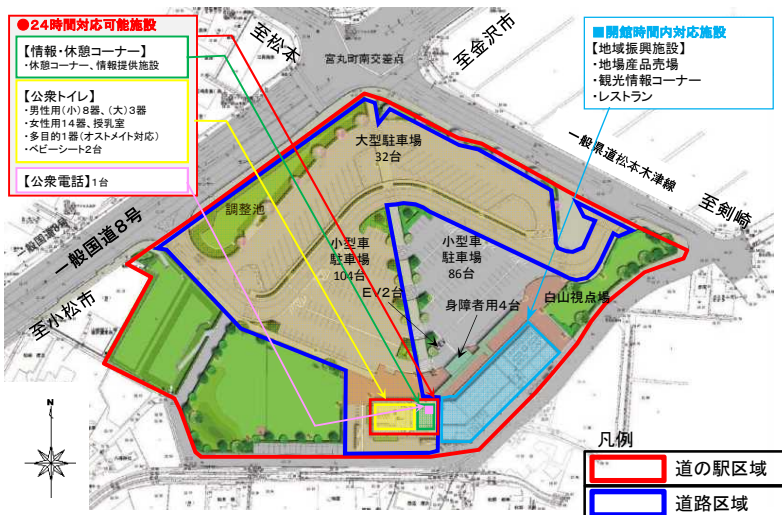 ●24時間対応可能施設
【情報・休憩コーナー】
・休憩コーナー、情報提供施設
【公衆トイレ】
・男性用(小)8器、(大)3器
・女性用14器、授乳室
・多目的1器(オストメイト対応)
・ベビーシート2台
【公衆電話】1台
■開館時間内対応施設
【地域振興施設】
・地場産品売場
・観光情報コーナー
・レストラン
至松本
宮丸町南交差点
至金沢市
一般県道松本木津線
至剣崎
大型駐車場
32台
調整池
一般国道8号
一般国道8号
至小松市
小型車
駐車場
104台
小型車
駐車場
86台
EV2台
身障者用4台
白山視点場
N
凡例
道の駅区域
道路区域